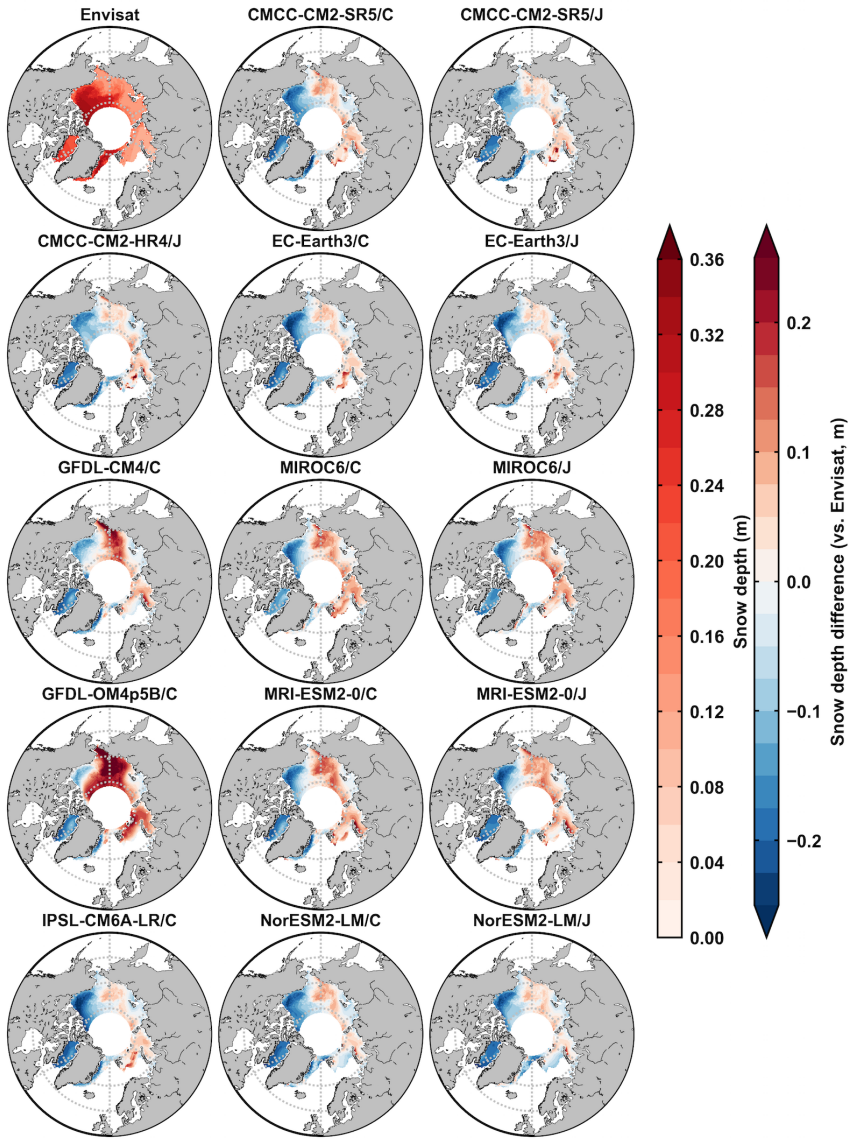 Envisat
CMCC-CM2-SR5/C
CMCC-CM2-SR5/J
CMCC-CM2-HR4/J
EC-Earth3/C
EC-Earth3/J
GFDL-CM4/C
MIROC6/C
MIROC6/J
GFDL-OM4p5B/C
MRI-ESM2-0/C
MRI-ESM2-0/J
IPSL-CM6A-LR/C
NorESM2-LM/C
NorESM2-LM/J
0.36
0.32
0.28
0.24
0.20
0.16
0.12
0.08
0.04
0.00
Snow depth (m)
0.2
0.1
0.0
−0.1
−0.2
Snow depth difference (vs. Envisat, m)